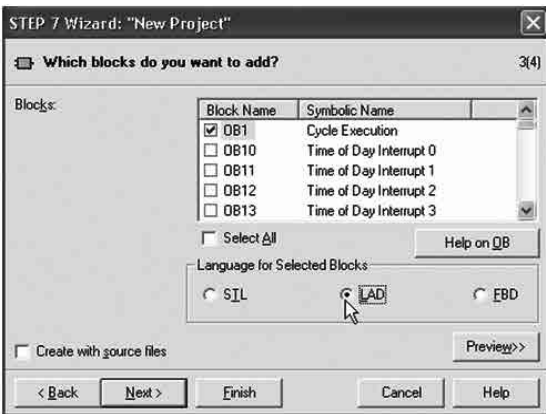 STEP 7 Wizard: "New Project"
Which blocks do you want to add? 3(4)
Blocks:
Block Name Symbolic Name
OB1 Cycle Execution
OB10 Time of Day Interrupt 0
OB11 Time of Day Interrupt 1
OB12 Time of Day Interrupt 2
OB13 Time of Day Interrupt 3
Select All Help on OB
Language for Selected Blocks
STL LAD FBD
Create with source files Preview>>
< Back Next > Finish Cancel Help